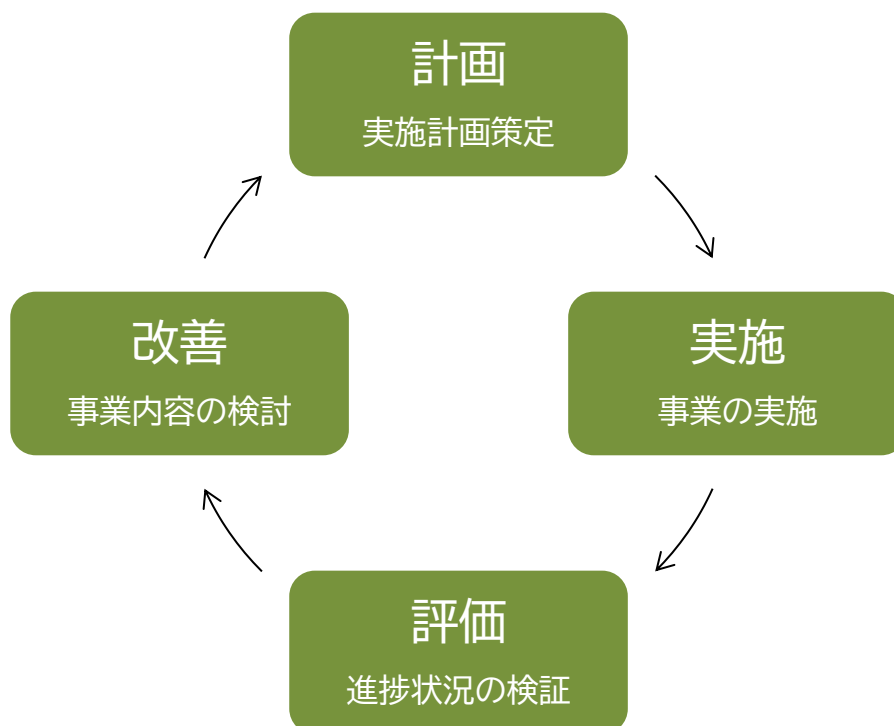 計画
実施計画策定
実施
事業の実施
評価
進捗状況の検証
改善
事業内容の検討